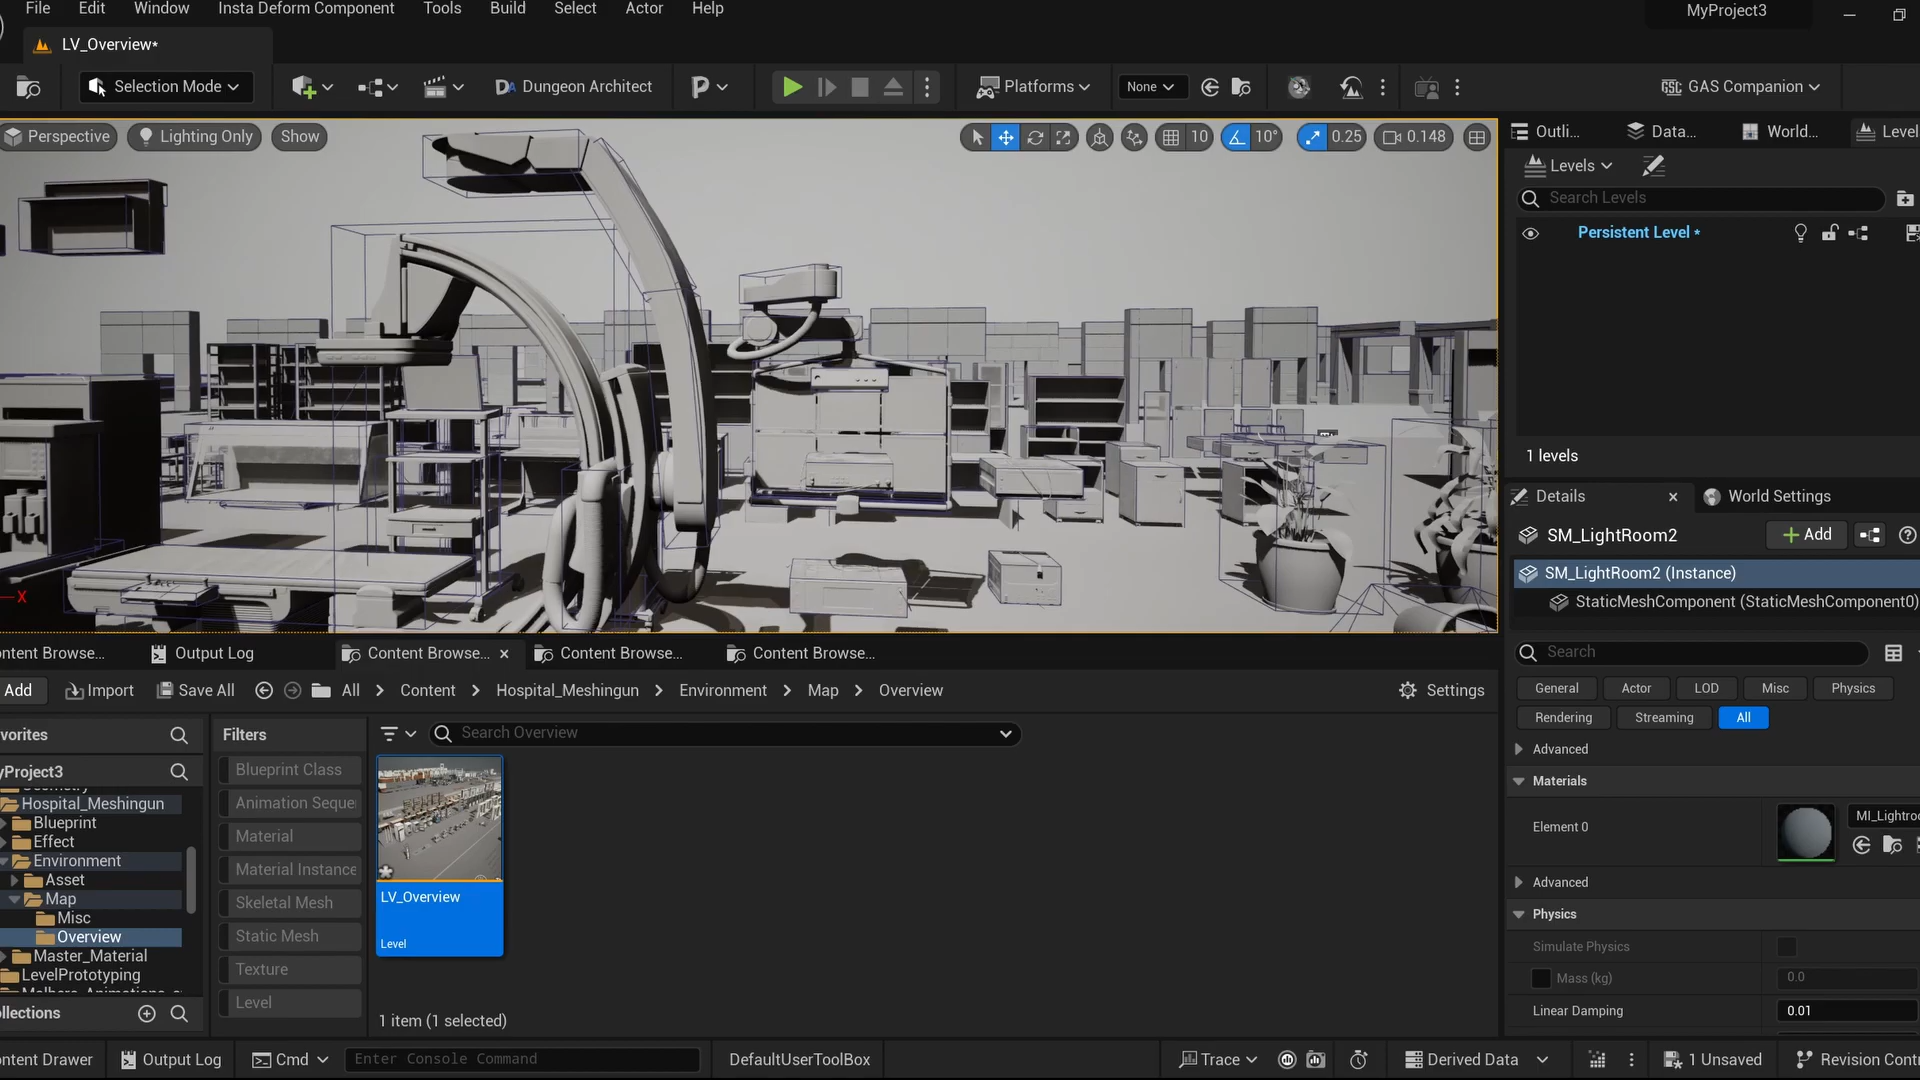 File Edit Window Insta Deform Component Tools Build Select Actor Help MyProject3
LV_Overview*
Selection Mode Dungeon Architect Platforms None GAS Companion
Perspective Lighting Only Show 10 10° 0.25 0.148
Outli... Data... World... Level
Levels
Search Levels
Persistent Level *
1 levels
Details World Settings
SM_LightRoom2 Add
SM_LightRoom2 (Instance)
StaticMeshComponent (StaticMeshComponent0)
Search
General Actor LOD Misc Physics
Rendering Streaming All
Advanced
Materials
Element 0 MI_Lightroo
Advanced
Physics
Simulate Physics
Mass (kg) 0.0
Linear Damping 0.01
X
ontent Browse... Output Log Content Browse... Content Browse... Content Browse...
Add Import Save All All Content Hospital_Meshingun Environment Map Overview Settings
vorites
yProject3
Hospital_Meshingun
Blueprint
Effect
Environment
Asset
Map
Misc
Overview
Master_Material
LevelPrototyping
ollections
Filters
Blueprint Class
Animation Seque
Material
Material Instance
Skeletal Mesh
Static Mesh
Texture
Level
Search Overview
LV_Overview
Level
1 item (1 selected)
ontent Drawer Output Log Cmd Enter Console Command DefaultUserToolBox Trace Derived Data 1 Unsaved Revision Contr